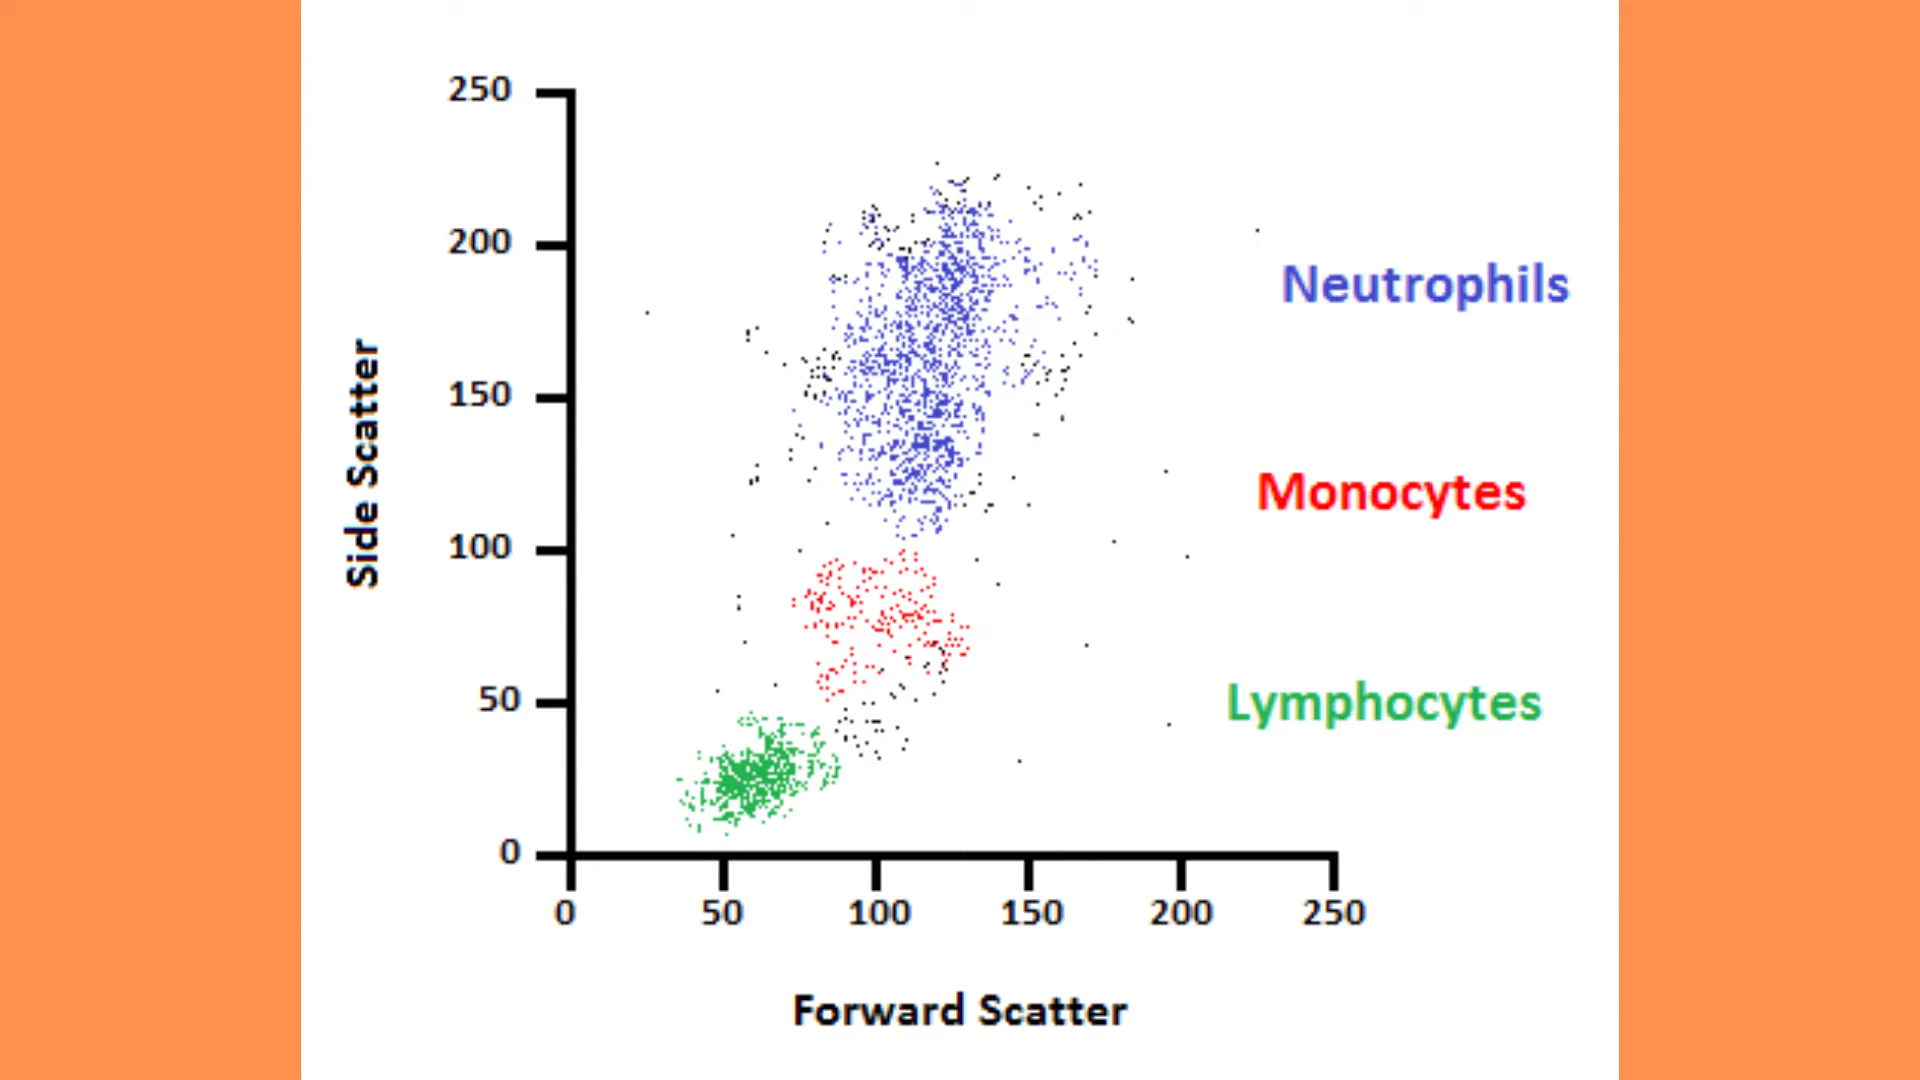 250
200
150
100
50
0
Side Scatter
Neutrophils
Monocytes
Lymphocytes
0 50 100 150 200 250
Forward Scatter